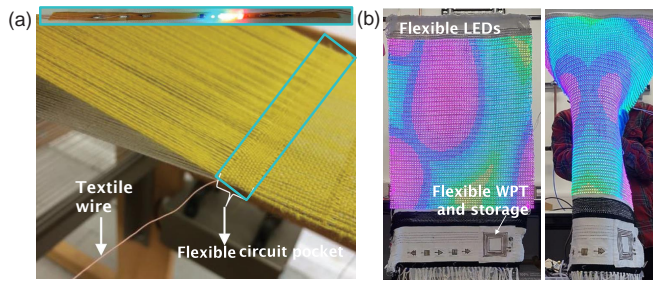 (a)
Textile
wire
Flexible circuit pocket
(b)
Flexible LEDs
Flexible WPT
and storage